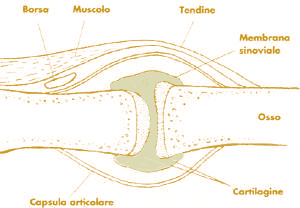 Borsa Muscolo Tendine
Membrana
sinoviale
Osso
Cartilagine
Capsula articolare